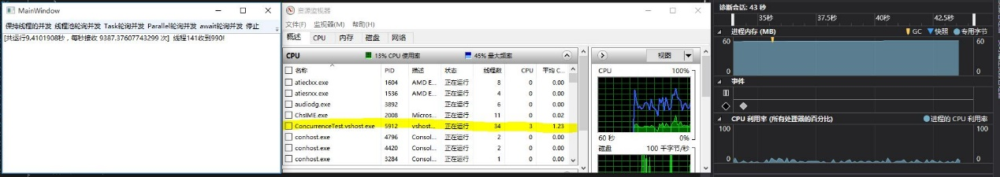 MainWindow
保持线程的并发 线程池轮询并发 Task轮询并发 Parallel轮询并发 await轮询并发 停止
[共运行9.4101908秒，每秒接收 9387.37607743299 次] 线程141收到990!
资源监视器
文件(F) 监视器(M) 帮助(H)
概述 CPU 内存 磁盘 网络
CPU 13% CPU 使用率 45% 最大频率
名称 PID 描述 状态 线程数 CPU 平均 C...
atieclxx.exe 1604 AMD E... 正在运行 8 0 0.00
atiesrxx.exe 1536 AMD E... 正在运行 4 0 0.00
audiodg.exe 3892 正在运行 6 0 0.00
ChsIME.exe 2008 Micros... 正在运行 11 0 0.02
ConcurrenceTest.vshost.exe 5912 vshost... 正在运行 34 3 1.23
conhost.exe 4796 Consol... 正在运行 2 0 0.00
conhost.exe 4420 Consol... 正在运行 2 0 0.00
conhost.exe 3284 Consol... 正在运行 1 0 0.00
视图
CPU 100%
60 秒 0%
磁盘 100 千字节/秒
诊断会话: 43 秒
35秒 37.5秒 40秒 42.5秒
进程内存 (MB) GC 快照 专用字节
60 60
0 0
事件
CPU 利用率 (所有处理器的百分比) 进程的 CPU 利用率
100 100
0 0